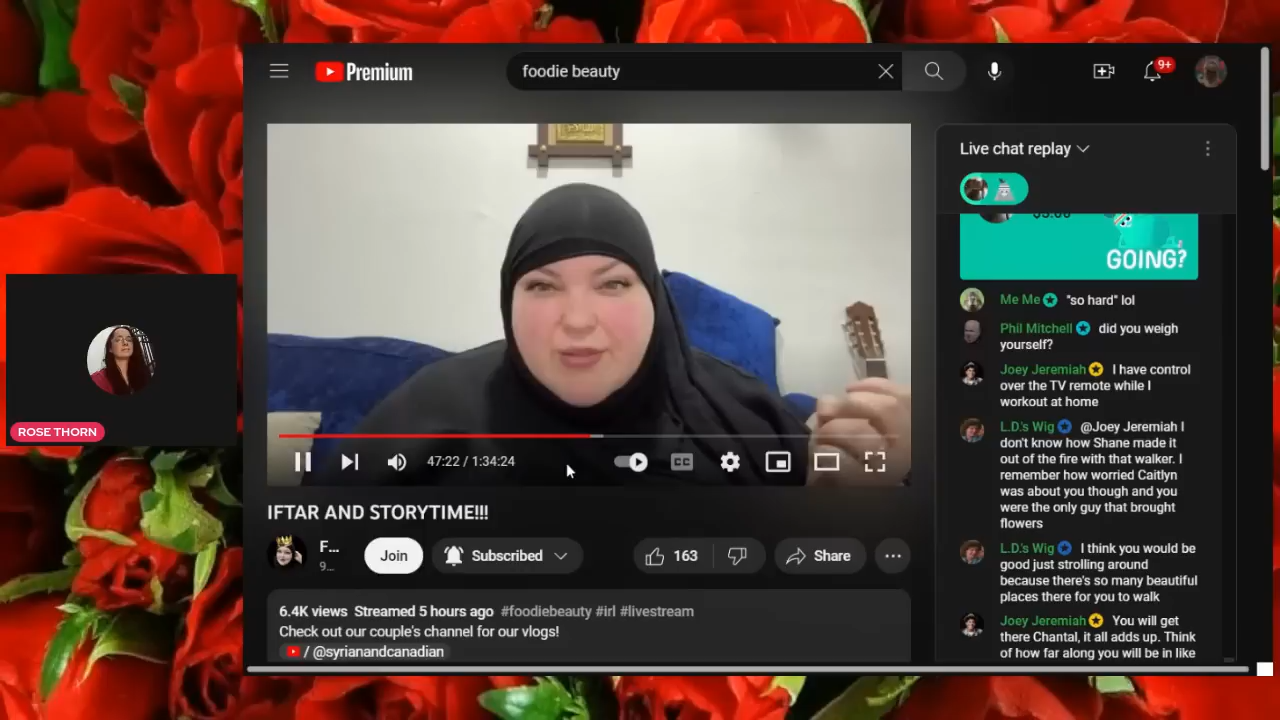 Premium
foodie beauty
9+
Live chat replay
GOING?
Me Me "so hard" lol
Phil Mitchell did you weigh
yourself?
Joey Jeremiah I have control
over the TV remote while I
workout at home
L.D.'s Wig @Joey Jeremiah I
don't know how Shane made it
out of the fire with that walker. I
remember how worried Caitlyn
was about you though and you
were the only guy that brought
flowers
L.D.'s Wig I think you would be
good just strolling around
because there's so many beautiful
places there for you to walk
Joey Jeremiah You will get
there Chantal, it all adds up. Think
of how far along you will be in like
ROSE THORN
47:22 / 1:34:24
CC
IFTAR AND STORYTIME!!!
F...
9...
Join
Subscribed
163
Share
6.4K views Streamed 5 hours ago #foodiebeauty #irl #livestream
Check out our couple's channel for our vlogs!
/ @syrianandcanadian